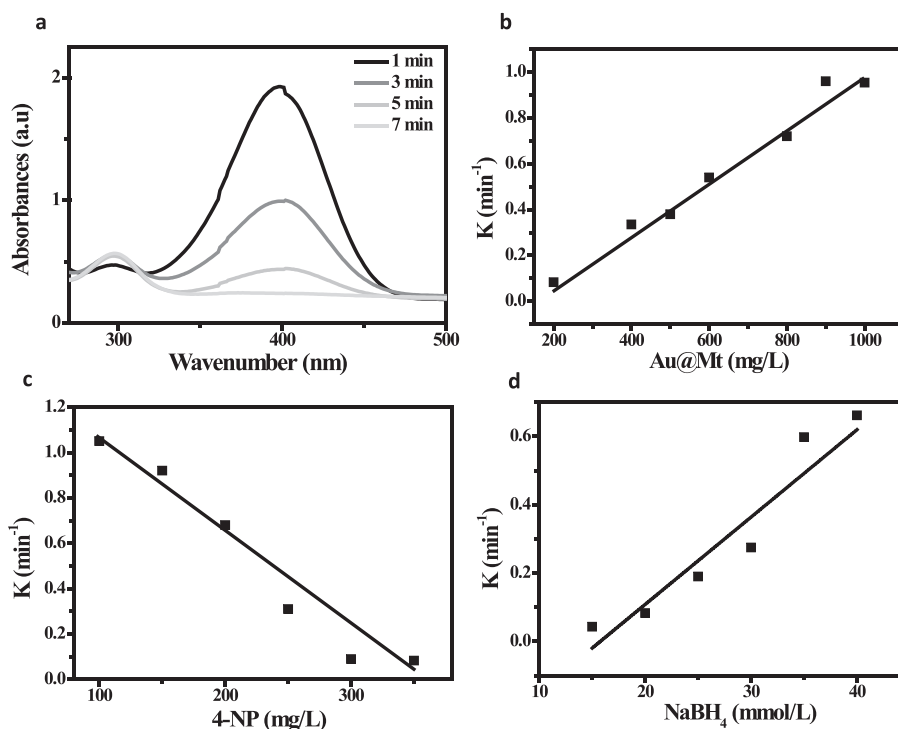 a
Absorbances (a.u)
2
1
0
300
400
500
Wavenumber (nm)
1 min
3 min
5 min
7 min
b
K (min⁻¹)
1.0
0.8
0.6
0.4
0.2
0.0
200
400
600
800
1000
Au@Mt (mg/L)
c
K (min⁻¹)
1.2
1.0
0.8
0.6
0.4
0.2
0.0
100
200
300
4-NP (mg/L)
d
K (min⁻¹)
0.6
0.4
0.2
0.0
10
20
30
40
NaBH₄ (mmol/L)